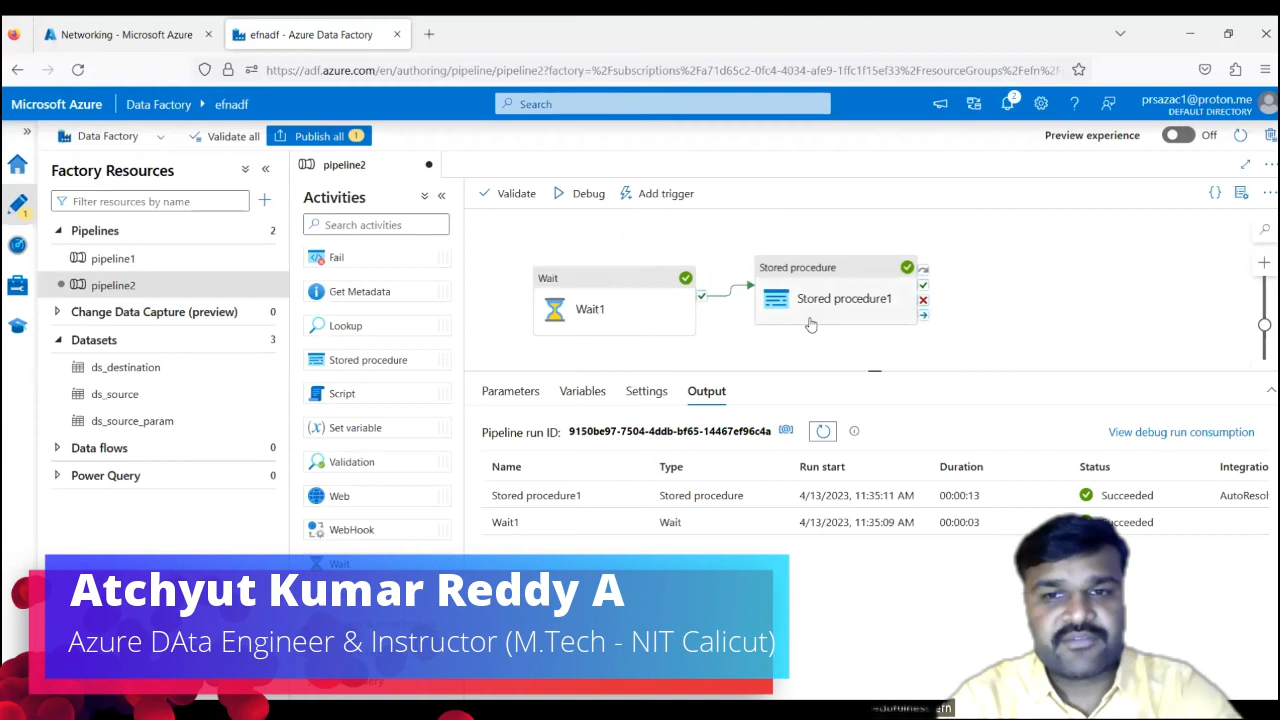 Networking - Microsoft Azure
efnadf - Azure Data Factory
https://adf.azure.com/en/authoring/pipeline/pipeline2?factory=%2Fsubscriptions%2Fa71d65c2-0fc4-4034-afe9-1ffc1f15ef33%2FresourceGroups%2Fefn%2F
Microsoft Azure
Data Factory
efnadf
Search
2
prsazac1@proton.me
DEFAULT DIRECTORY
Data Factory
Validate all
Publish all
1
Preview experience
Off
Factory Resources
Filter resources by name
Pipelines
2
pipeline1
pipeline2
Change Data Capture (preview)
0
Datasets
3
ds_destination
ds_source
ds_source_param
Data flows
0
Power Query
0
1
pipeline2
Activities
Search activities
Fail
Get Metadata
Lookup
Stored procedure
Script
Set variable
Validation
Web
WebHook
Wait
Validate
Debug
Add trigger
Wait
Wait1
Stored procedure
Stored procedure1
Parameters
Variables
Settings
Output
Pipeline run ID:
9150be97-7504-4ddb-bf65-14467ef96c4a
View debug run consumption
Name Type Run start Duration Status Integratio
Stored procedure1 Stored procedure 4/13/2023, 11:35:11 AM 00:00:13 Succeeded AutoResol
Wait1 Wait 4/13/2023, 11:35:09 AM 00:00:03 ucceeded
Atchyut Kumar Reddy A
Azure DAta Engineer & Instructor (M.Tech - NIT Calicut)